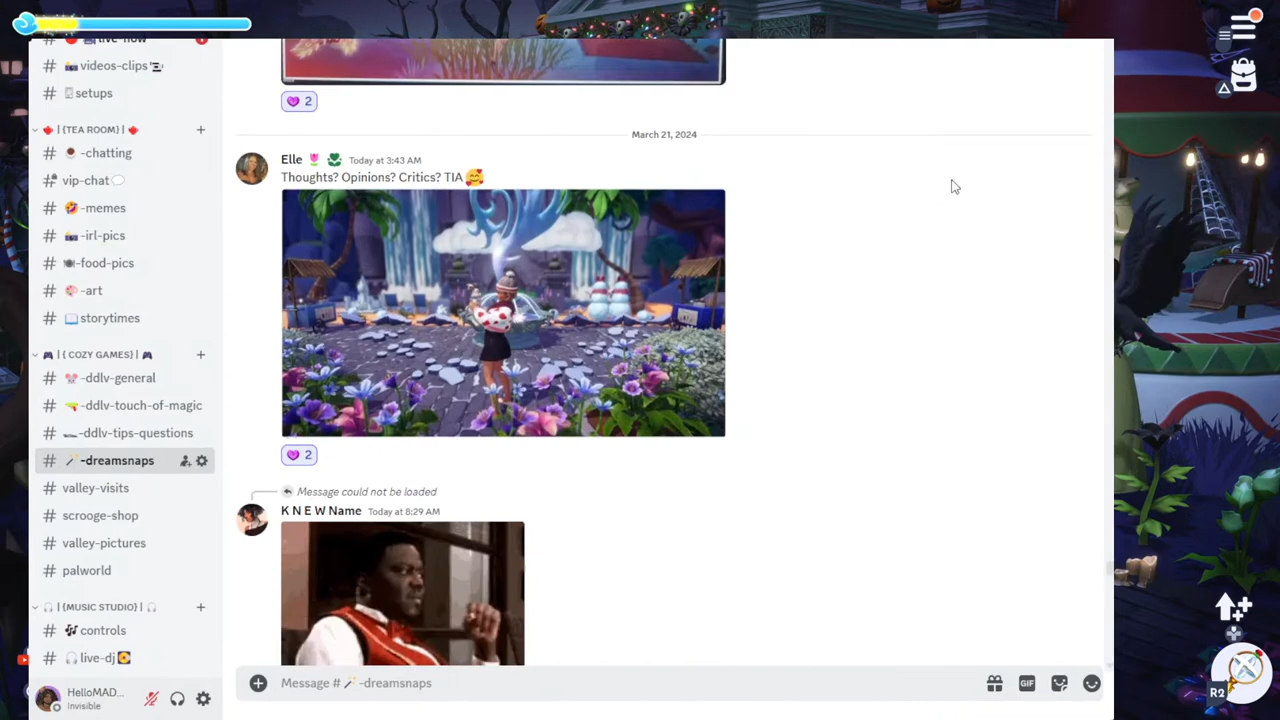 # live-now
# videos-clips
# setups
| {TEA ROOM} | +
# -chatting
# vip-chat
# -memes
# -irl-pics
# -food-pics
# -art
# storytimes
| { COZY GAMES} | +
# -ddlv-general
# -ddlv-touch-of-magic
# -ddlv-tips-questions
# -dreamsnaps
# valley-visits
# scrooge-shop
# valley-pictures
# palworld
| {MUSIC STUDIO} | +
# controls
# live-dj
HelloMAD...
Invisible
2
March 21, 2024
Elle Today at 3:43 AM
Thoughts? Opinions? Critics? TIA
2
Message could not be loaded
K N E W Name Today at 8:29 AM
Message # -dreamsnaps
GIF
R2